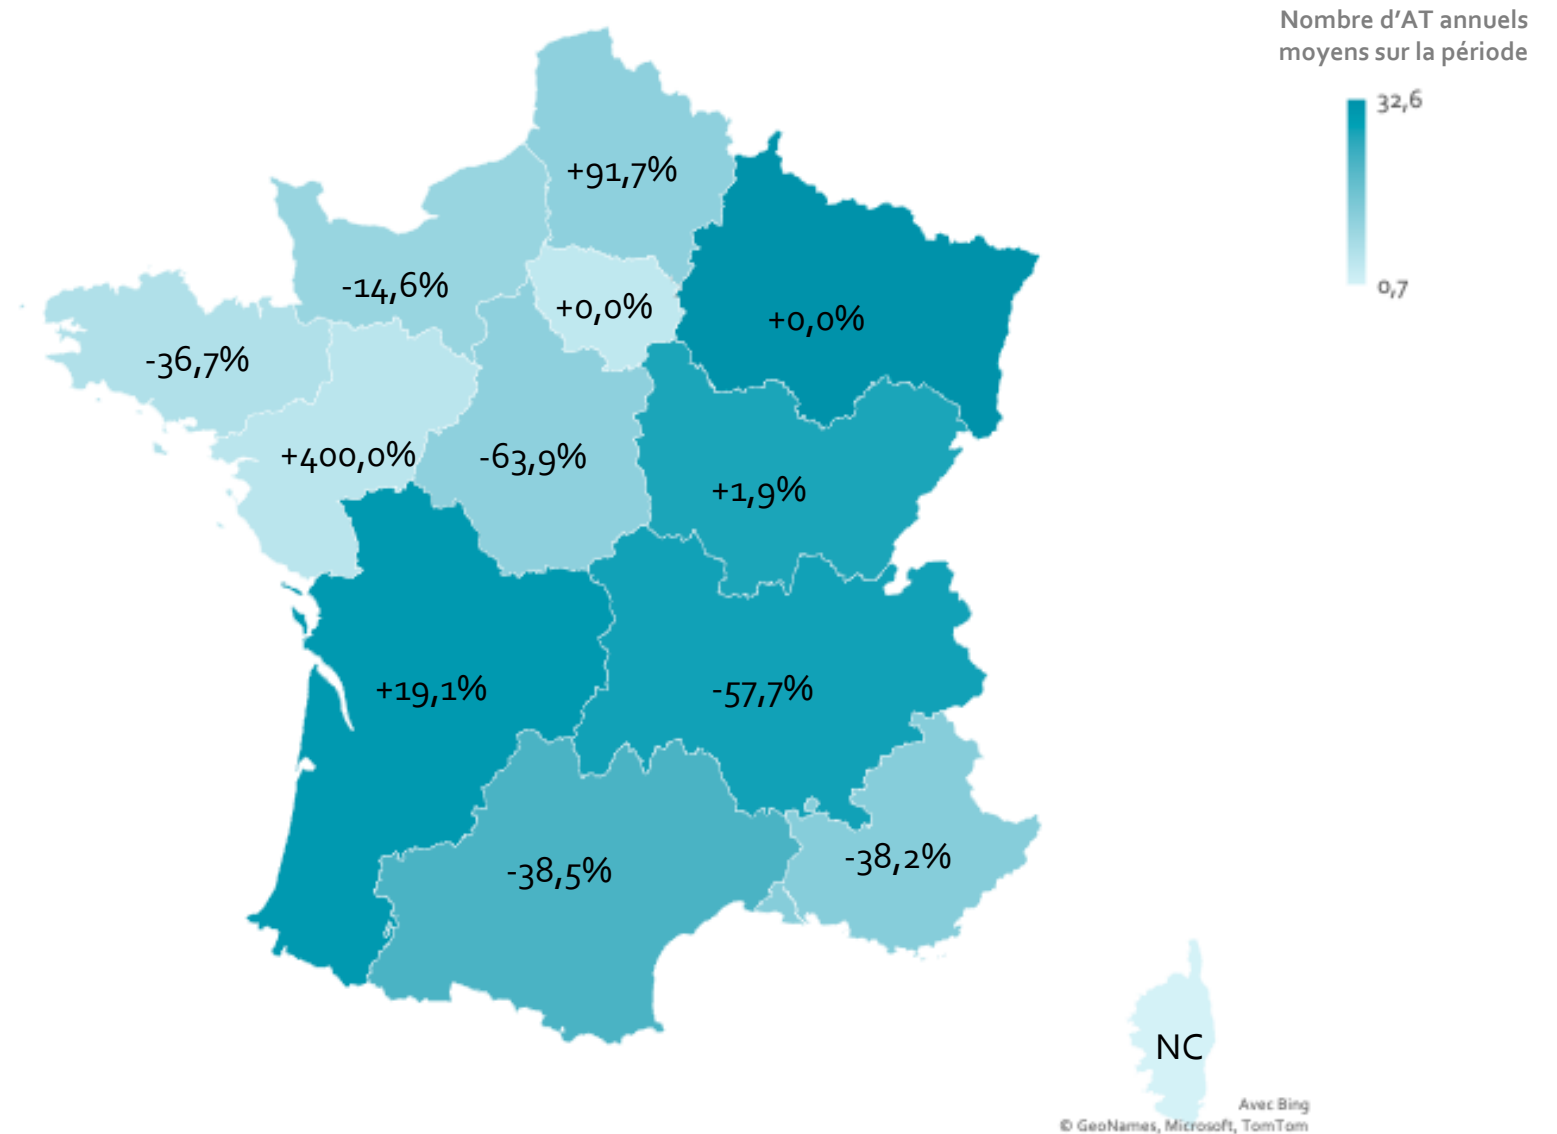 Nombre d'AT annuels
moyens sur la période
32,6
0,7
+91,7%
-14,6%
+0,0%
+0,0%
-36,7%
+400,0%
-63,9%
+1,9%
+19,1%
-57,7%
-38,5%
-38,2%
NC
Avec Bing
© GeoNames, Microsoft, TomTom